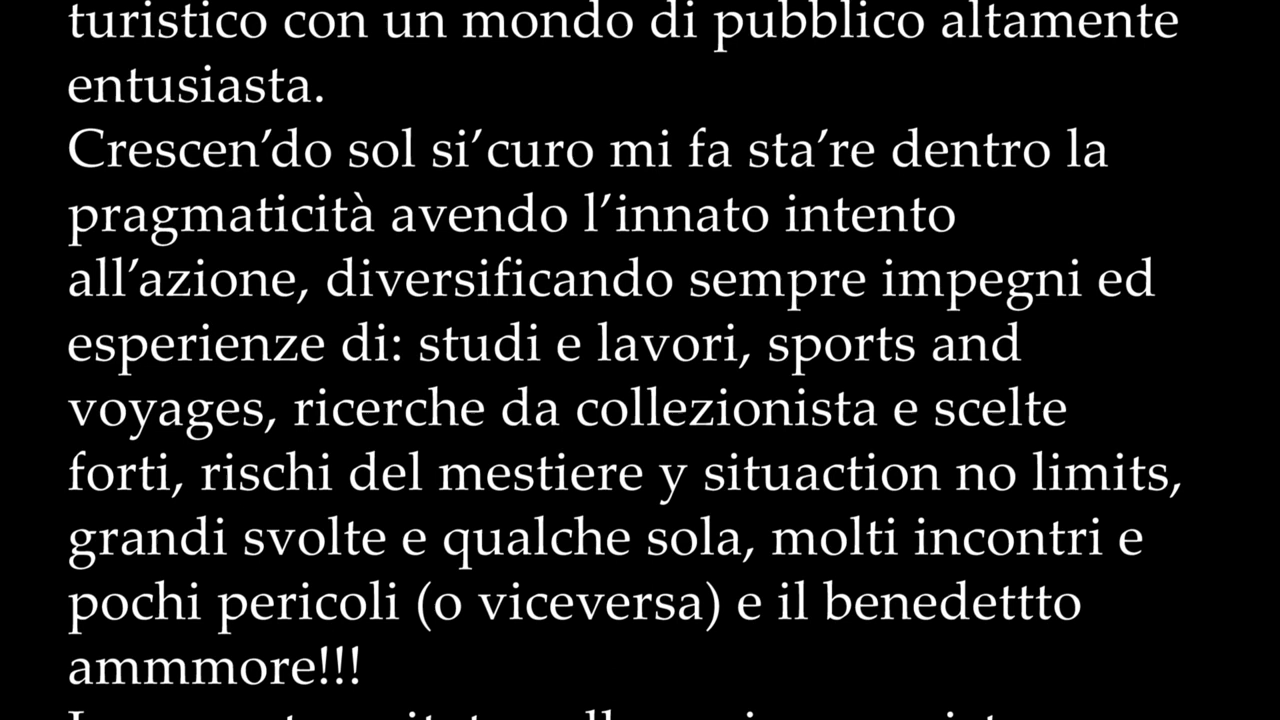 turistico con un mondo di pubblico altamente
entusiasta.
Crescen’do sol si’curo mi fa sta’re dentro la
pragmaticità avendo l’innato intento
all’azione, diversificando sempre impegni ed
esperienze di: studi e lavori, sports and
voyages, ricerche da collezionista e scelte
forti, rischi del mestiere y situaction no limits,
grandi svolte e qualche sola, molti incontri e
pochi pericoli (o viceversa) e il benedettto
ammmore!!!